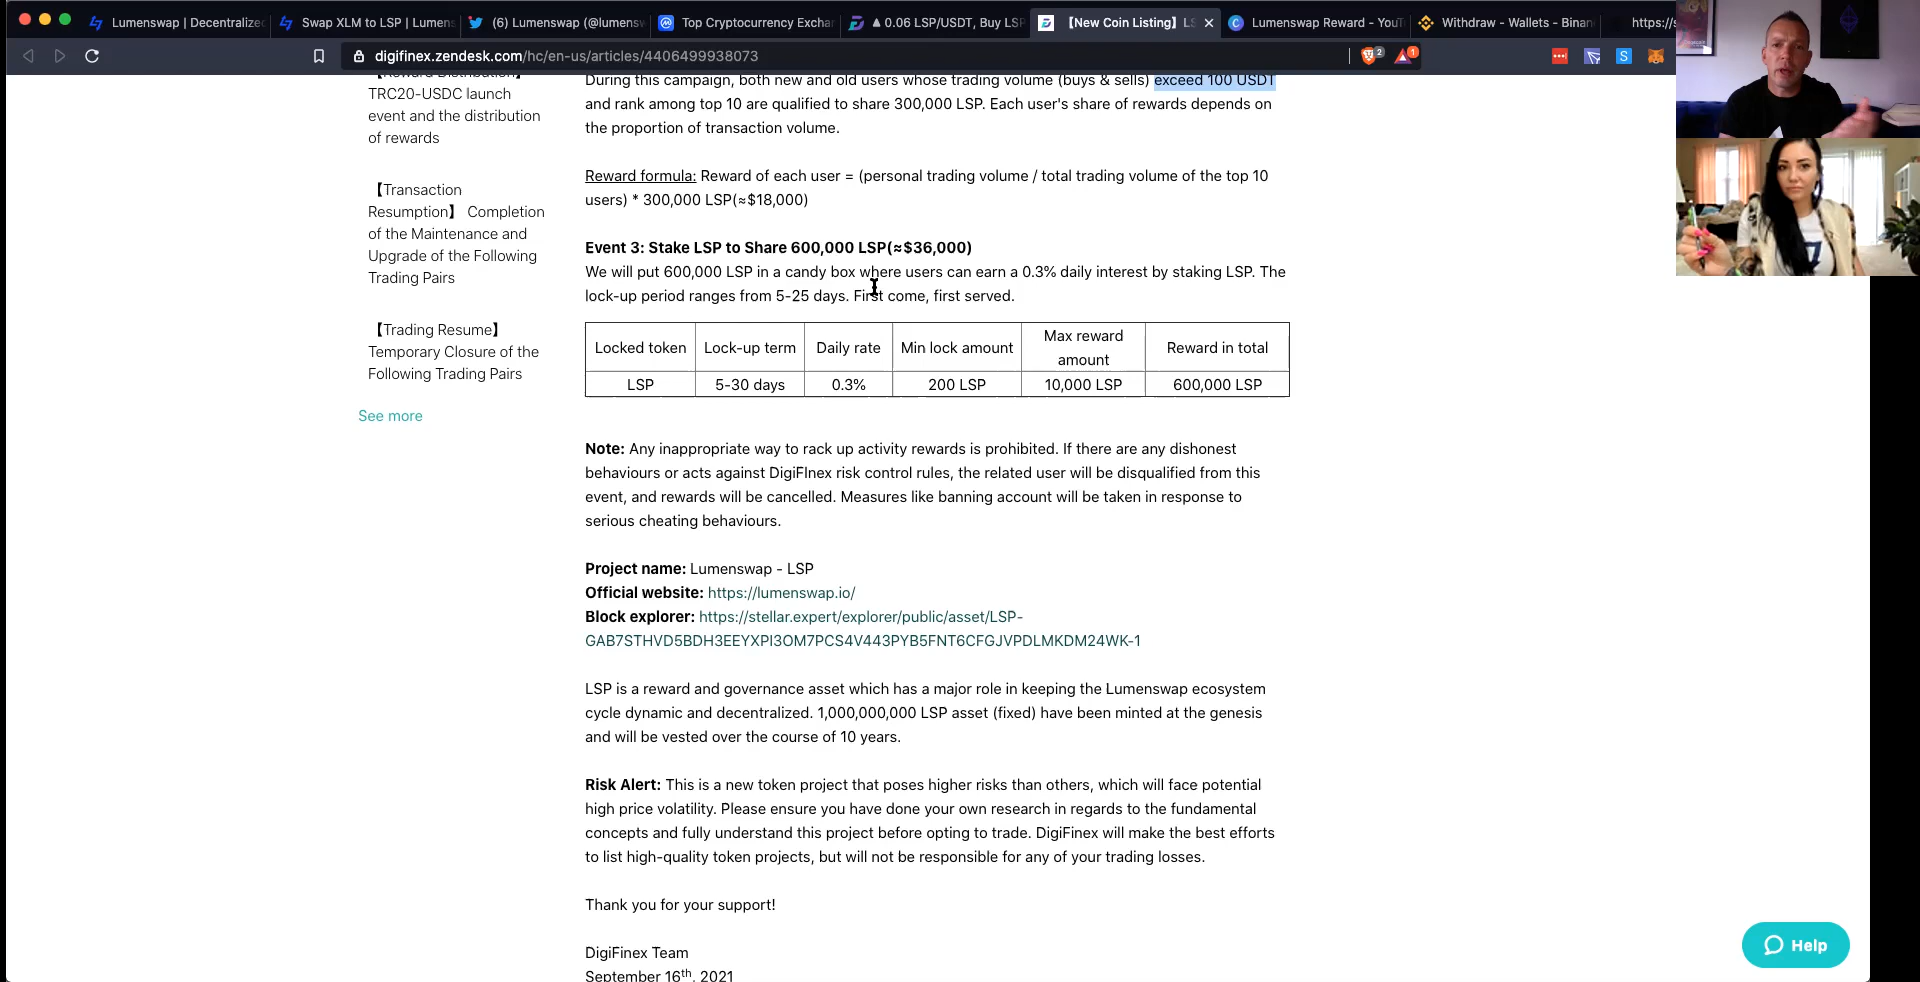 Lumenswap | Decentralized
Swap XLM to LSP | Lumens
(6) Lumenswap (@lumensw
Top Cryptocurrency Exchan
▲ 0.06 LSP/USDT, Buy LSP
【New Coin Listing】LS
Lumenswap Reward - YouT
Withdraw - Wallets - Binan
https://s
digifinex.zendesk.com/hc/en-us/articles/4406499938073
2
1
S
【Reward Distribution】
TRC20-USDC launch
event and the distribution
of rewards
【Transaction
Resumption】 Completion
of the Maintenance and
Upgrade of the Following
Trading Pairs
【Trading Resume】
Temporary Closure of the
Following Trading Pairs
See more
During this campaign, both new and old users whose trading volume (buys & sells) exceed 100 USDT
and rank among top 10 are qualified to share 300,000 LSP. Each user's share of rewards depends on
the proportion of transaction volume.
Reward formula: Reward of each user = (personal trading volume / total trading volume of the top 10
users) * 300,000 LSP(≈$18,000)
Event 3: Stake LSP to Share 600,000 LSP(≈$36,000)
We will put 600,000 LSP in a candy box where users can earn a 0.3% daily interest by staking LSP. The
lock-up period ranges from 5-25 days. First come, first served.
Locked token Lock-up term Daily rate Min lock amount Max reward amount Reward in total
LSP 5-30 days 0.3% 200 LSP 10,000 LSP 600,000 LSP
Note: Any inappropriate way to rack up activity rewards is prohibited. If there are any dishonest
behaviours or acts against DigiFInex risk control rules, the related user will be disqualified from this
event, and rewards will be cancelled. Measures like banning account will be taken in response to
serious cheating behaviours.
Project name: Lumenswap - LSP
Official website: https://lumenswap.io/
Block explorer: https://stellar.expert/explorer/public/asset/LSP-
GAB7STHVD5BDH3EEYXPI3OM7PCS4V443PYB5FNT6CFGJVPDLMKDM24WK-1
LSP is a reward and governance asset which has a major role in keeping the Lumenswap ecosystem
cycle dynamic and decentralized. 1,000,000,000 LSP asset (fixed) have been minted at the genesis
and will be vested over the course of 10 years.
Risk Alert: This is a new token project that poses higher risks than others, which will face potential
high price volatility. Please ensure you have done your own research in regards to the fundamental
concepts and fully understand this project before opting to trade. DigiFinex will make the best efforts
to list high-quality token projects, but will not be responsible for any of your trading losses.
Thank you for your support!
DigiFinex Team
September 16th, 2021
Help